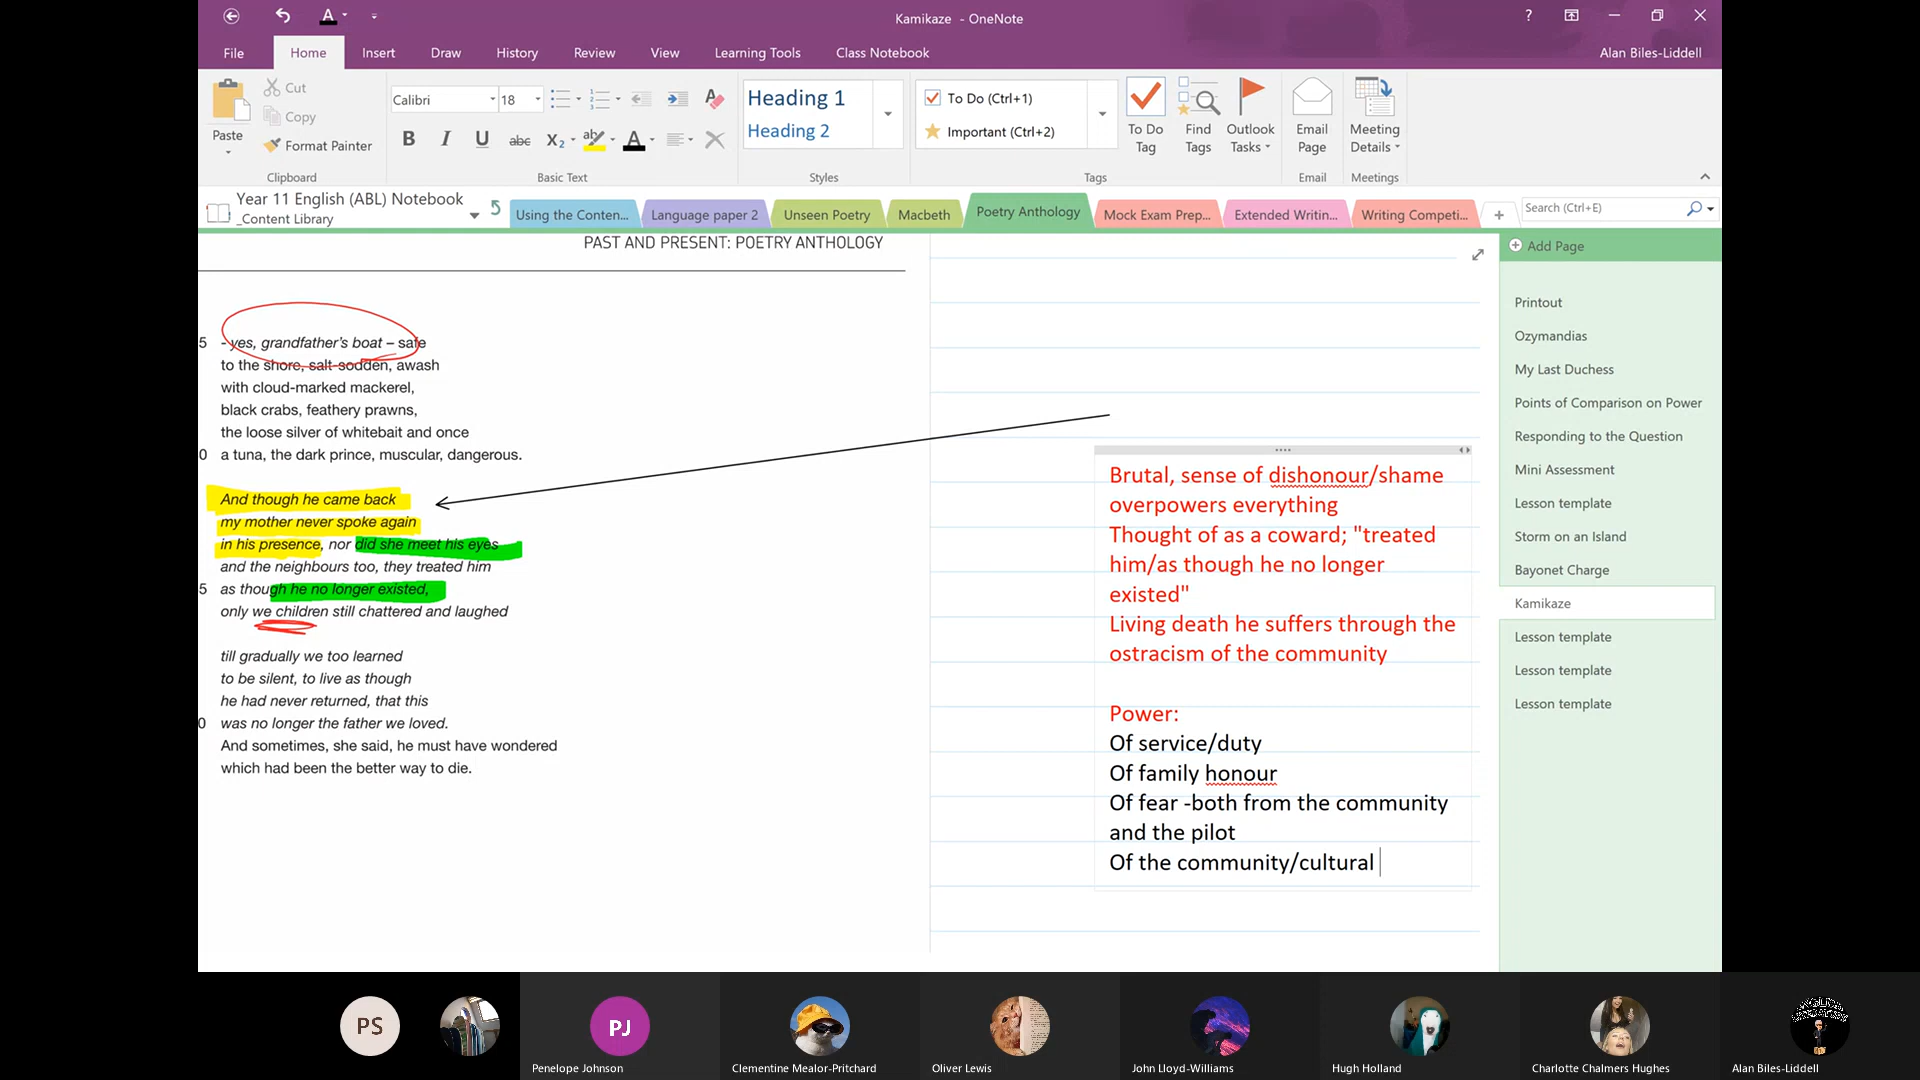 Kamikaze - OneNote
?
File
Home
Insert
Draw
History
Review
View
Learning Tools
Class Notebook
Alan Biles-Liddell
Paste
Cut
Copy
Format Painter
Clipboard
Calibri
18
B I U abc X₂ A
Basic Text
Heading 1
Heading 2
Styles
To Do (Ctrl+1)
Important (Ctrl+2)
To Do
Tag
Find
Tags
Outlook
Tasks
Tags
Email
Page
Email
Meeting
Details
Meetings
Year 11 English (ABL) Notebook
_Content Library
Using the Conten...
Language paper 2
Unseen Poetry
Macbeth
Poetry Anthology
Mock Exam Prep...
Extended Writin...
Writing Competi...
Search (Ctrl+E)
PAST AND PRESENT: POETRY ANTHOLOGY
5 - yes, grandfather's boat – safe
to the shore, salt-sodden, awash
with cloud-marked mackerel,
black crabs, feathery prawns,
the loose silver of whitebait and once
0 a tuna, the dark prince, muscular, dangerous.
And though he came back
my mother never spoke again
in his presence, nor did she meet his eyes
and the neighbours too, they treated him
5 as though he no longer existed,
only we children still chattered and laughed
till gradually we too learned
to be silent, to live as though
he had never returned, that this
0 was no longer the father we loved.
And sometimes, she said, he must have wondered
which had been the better way to die.
Brutal, sense of dishonour/shame
overpowers everything
Thought of as a coward; "treated
him/as though he no longer
existed"
Living death he suffers through the
ostracism of the community
Power:
Of service/duty
Of family honour
Of fear -both from the community
and the pilot
Of the community/cultural
Add Page
Printout
Ozymandias
My Last Duchess
Points of Comparison on Power
Responding to the Question
Mini Assessment
Lesson template
Storm on an Island
Bayonet Charge
Kamikaze
Lesson template
Lesson template
Lesson template
PS
PJ
Penelope Johnson
Clementine Mealor-Pritchard
Oliver Lewis
John Lloyd-Williams
Hugh Holland
Charlotte Chalmers Hughes
Alan Biles-Liddell